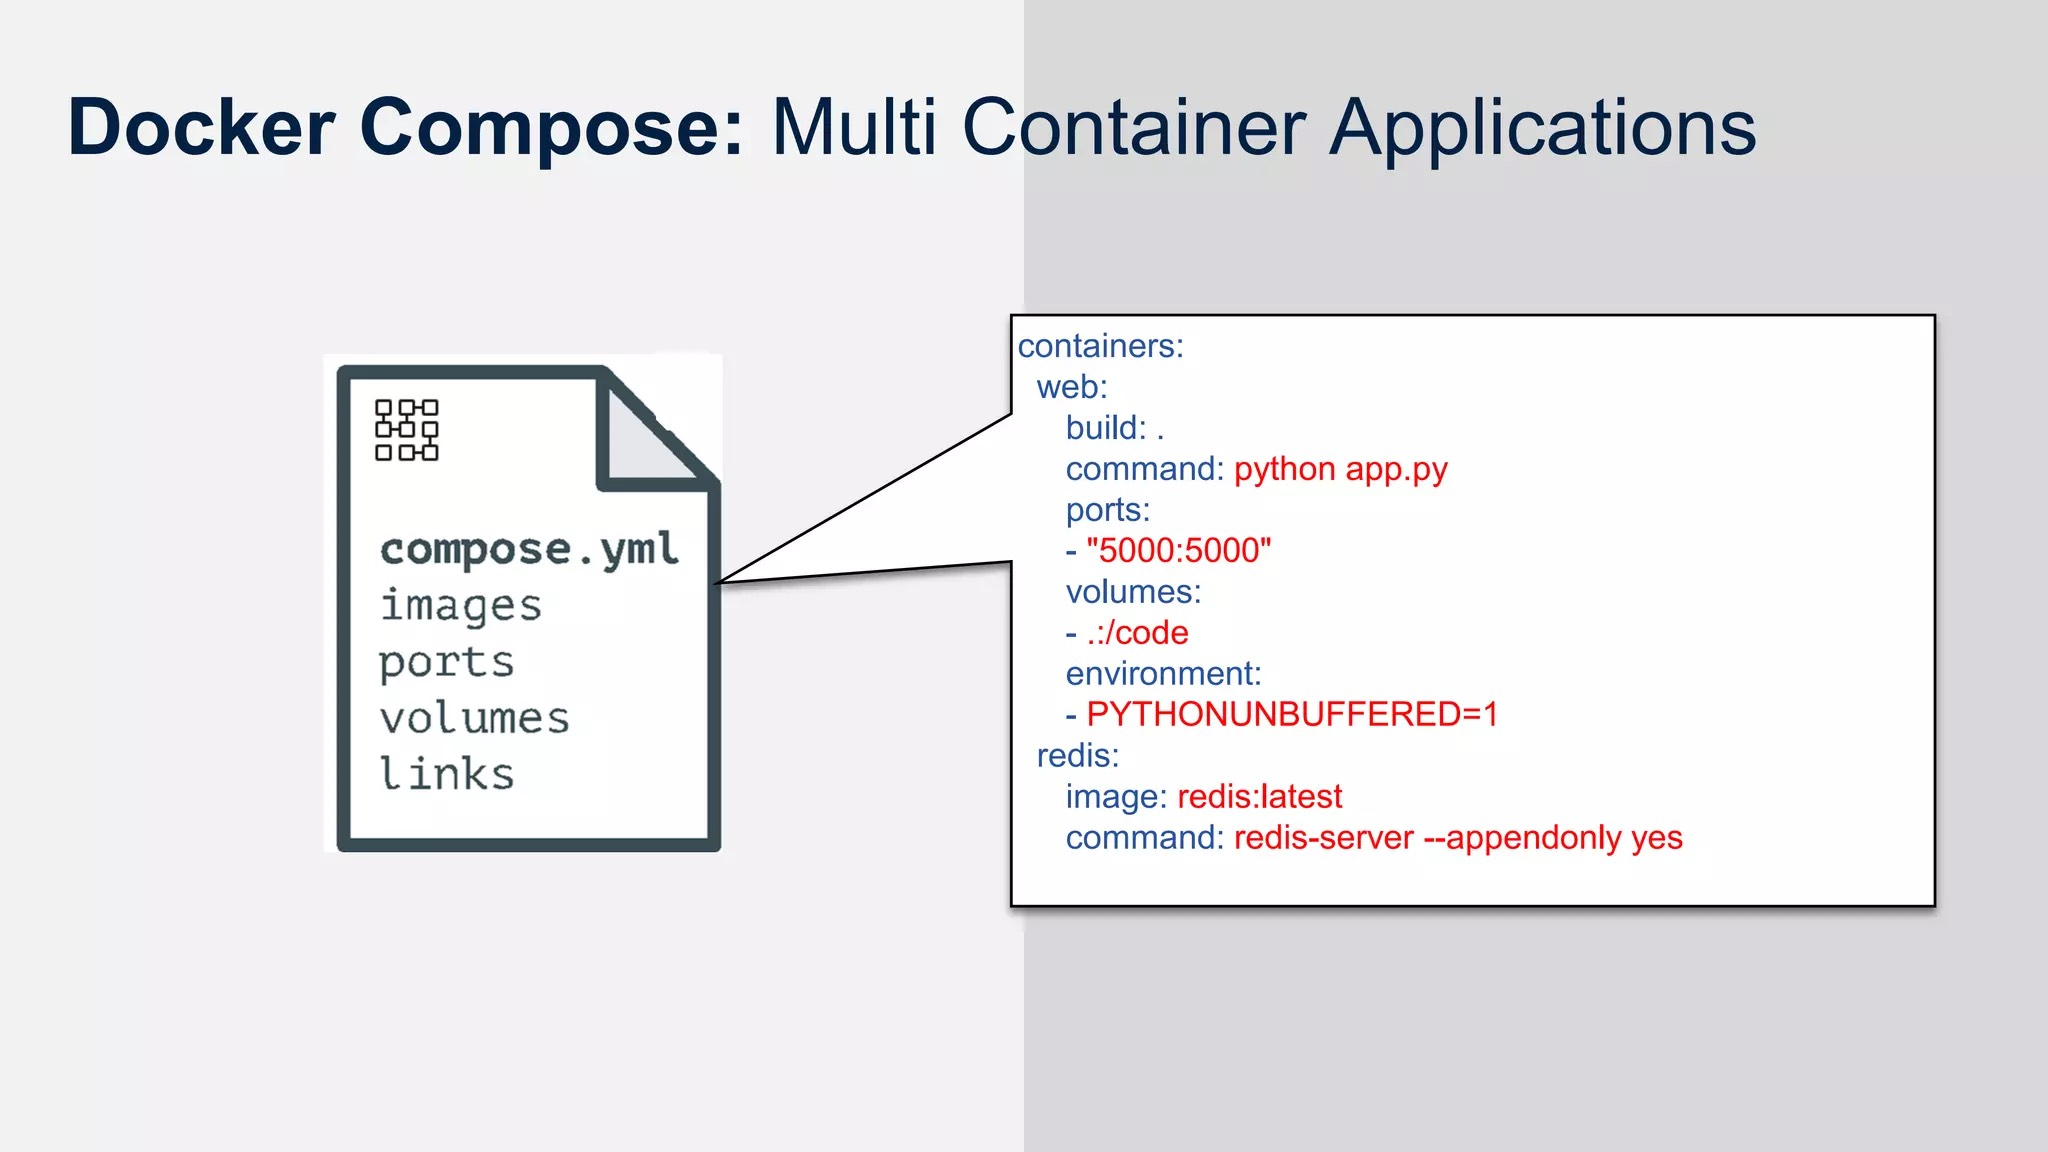 Docker Compose: Multi Container Applications
compose.yml
images
ports
volumes
links
containers:
web:
build: .
command: python app.py
ports:
- "5000:5000"
volumes:
- .:/code
environment:
- PYTHONUNBUFFERED=1
redis:
image: redis:latest
command: redis-server --appendonly yes